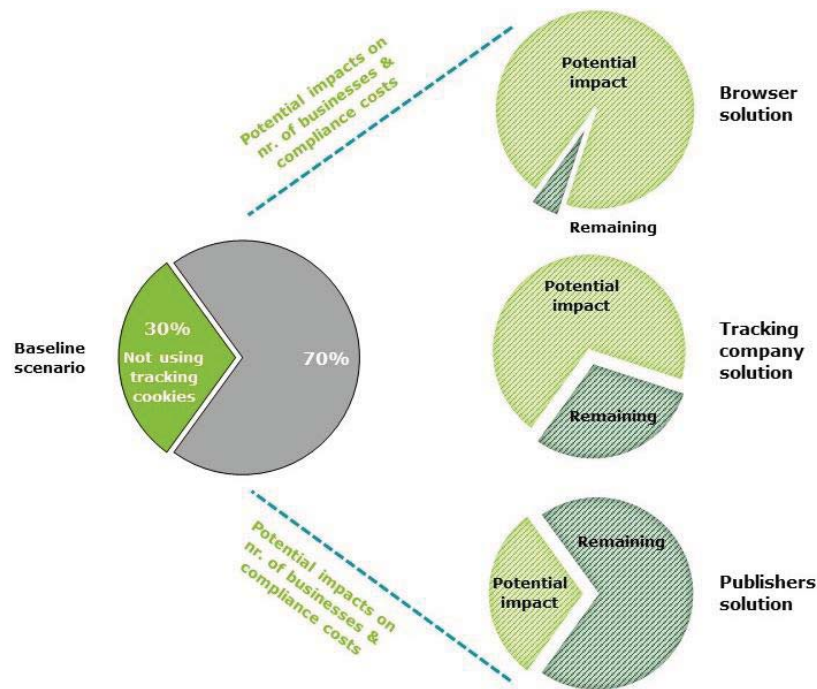 Potential impacts on
nr. of businesses &
compliance costs
Potential
impact
Browser
solution
Remaining
Baseline
scenario
30%
Not using
tracking
cookies
70%
Potential
impact
Tracking
company
solution
Remaining
Potential impacts on
nr. of businesses &
compliance costs
Remaining
Potential
impact
Publishers
solution